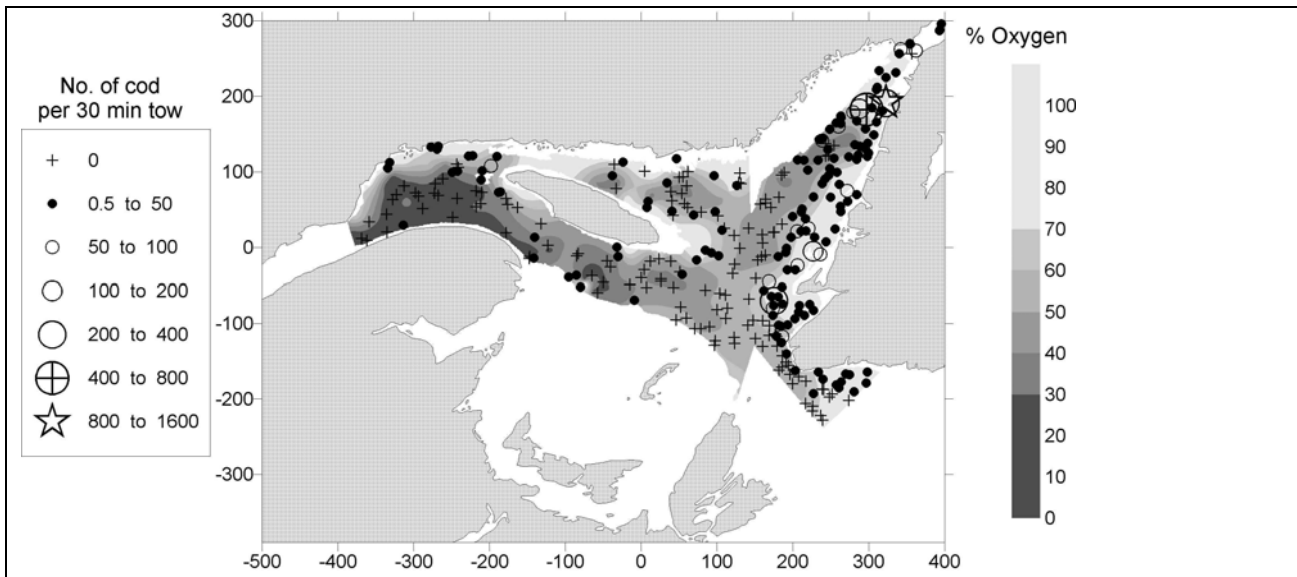 No. of cod
per 30 min tow
0
0.5 to 50
50 to 100
100 to 200
200 to 400
400 to 800
800 to 1600
300
200
100
0
-100
-200
-300
-500 -400 -300 -200 -100 0 100 200 300 400
% Oxygen
100
90
80
70
60
50
40
30
20
10
0